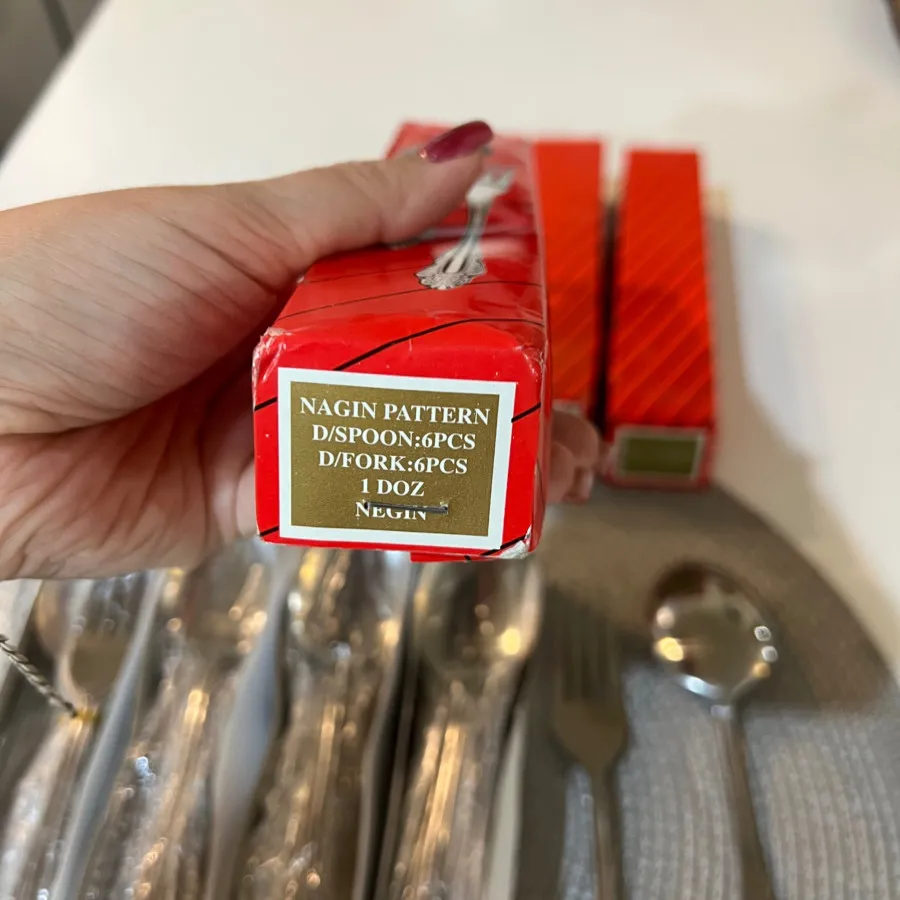 NAGIN PATTERN
D/SPOON:6PCS
D/FORK:6PCS
1 DOZ
NEGIN